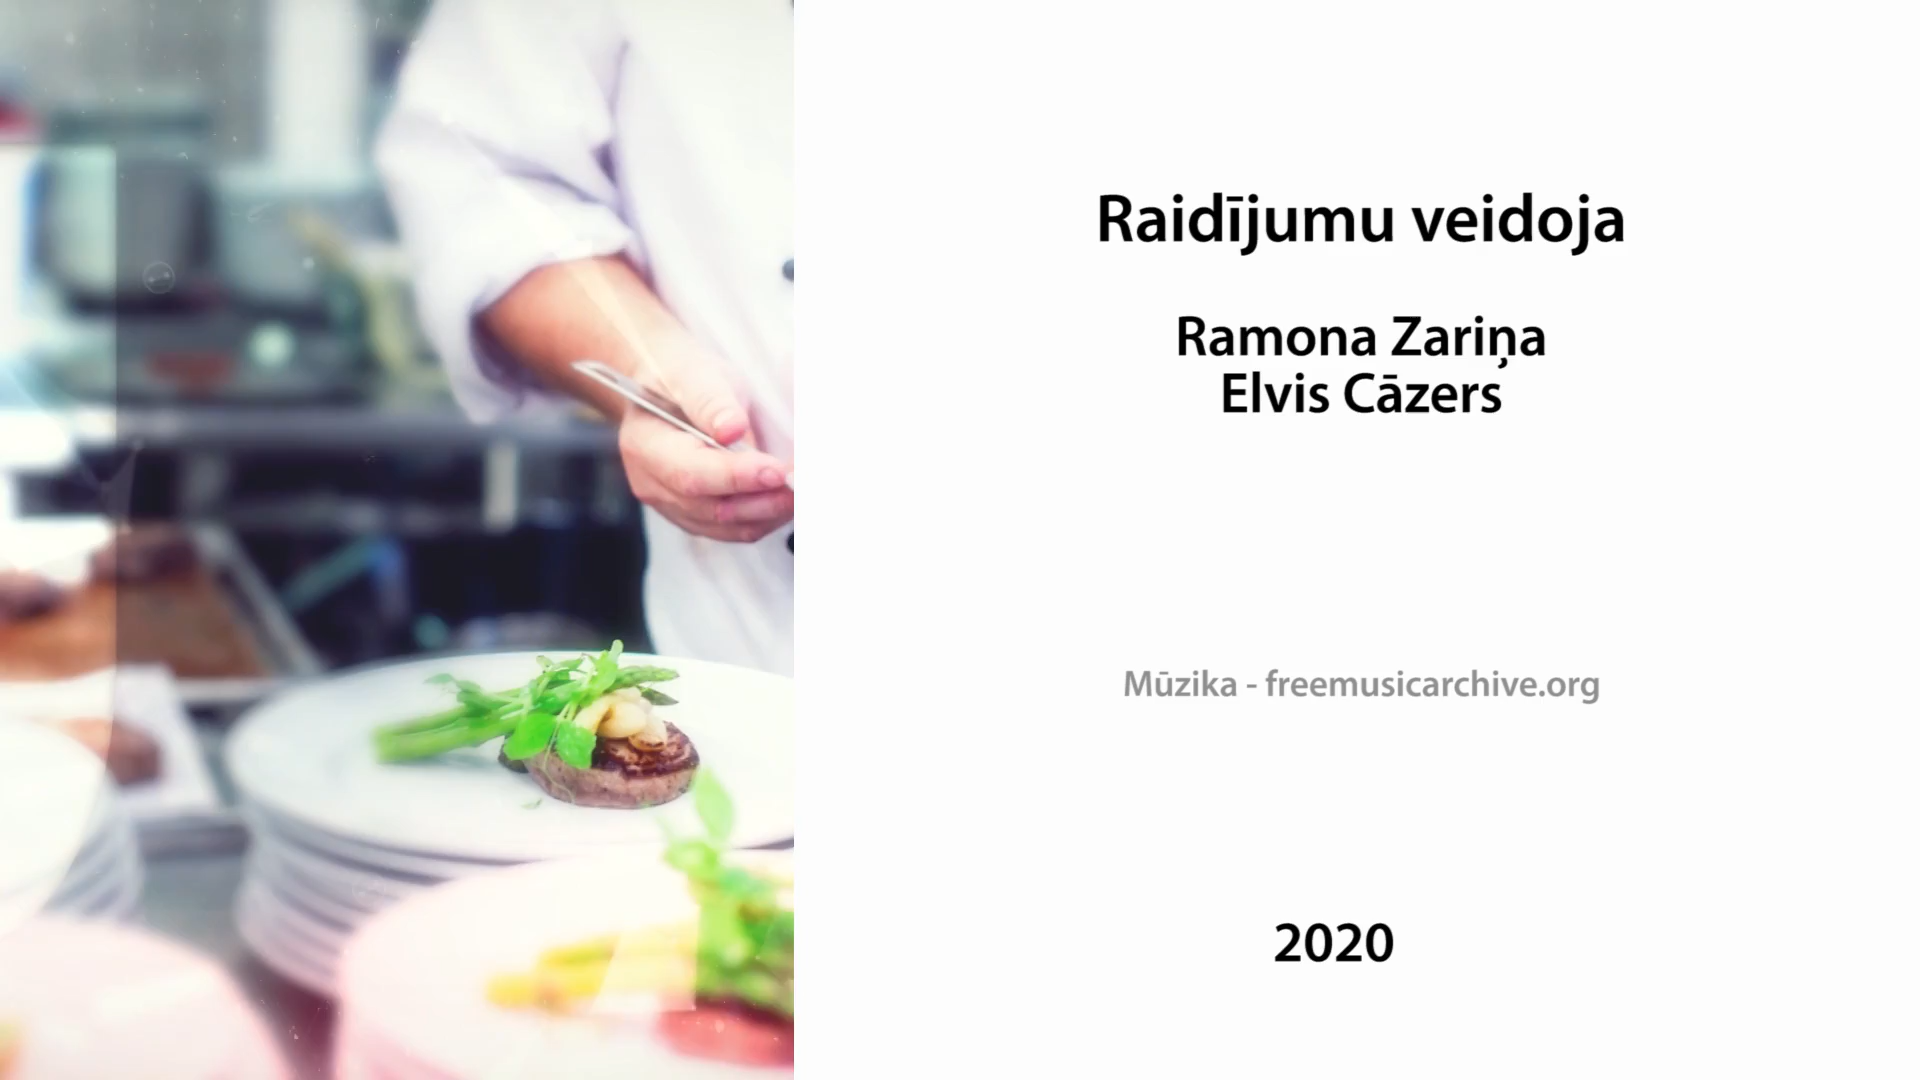 Raidījumu veidoja
Ramona Zariņa
Elvis Cāzers
Mūzika - freemusicarchive.org
2020